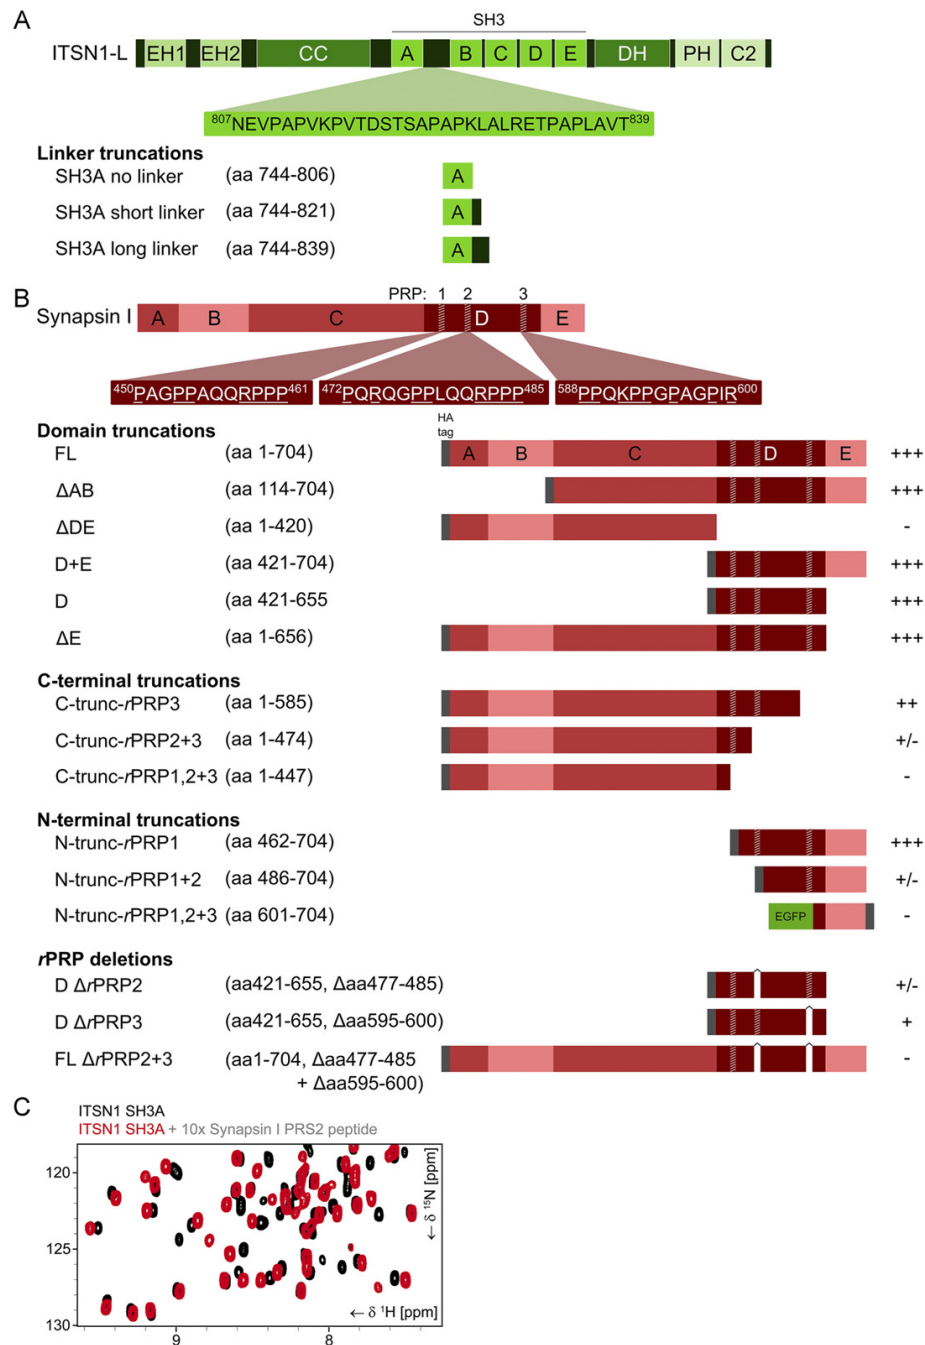 A
SH3
ITSN1-L EH1 EH2 CC A B C D E DH PH C2
807NEVPAPVKPVTDSTSAPAPKLALRETPAPLAVT839
Linker truncations
SH3A no linker (aa 744-806) A
SH3A short linker (aa 744-821) A
SH3A long linker (aa 744-839) A
B
PRP: 1 2 3
Synapsin I A B C D E
450PAGPPAQQRPPP461 472PQRQGPPLQQRPPP485 588PPQKPPGPAGPIR600
HA
tag
Domain truncations
FL (aa 1-704) A B C D E +++
ΔAB (aa 114-704) +++
ΔDE (aa 1-420) -
D+E (aa 421-704) +++
D (aa 421-655 +++
ΔE (aa 1-656) +++
C-terminal truncations
C-trunc-rPRP3 (aa 1-585) ++
C-trunc-rPRP2+3 (aa 1-474) +/-
C-trunc-rPRP1,2+3 (aa 1-447) -
N-terminal truncations
N-trunc-rPRP1 (aa 462-704) +++
N-trunc-rPRP1+2 (aa 486-704) +/-
N-trunc-rPRP1,2+3 (aa 601-704) EGFP -
rPRP deletions
D ΔrPRP2 (aa421-655, Δaa477-485) +/-
D ΔrPRP3 (aa421-655, Δaa595-600) +
FL ΔrPRP2+3 (aa1-704, Δaa477-485 -
+ Δaa595-600)
C
ITSN1 SH3A
ITSN1 SH3A + 10x Synapsin I PRS2 peptide
120
125
130
← δ 15N [ppm]
← δ 1H [ppm]
9 8